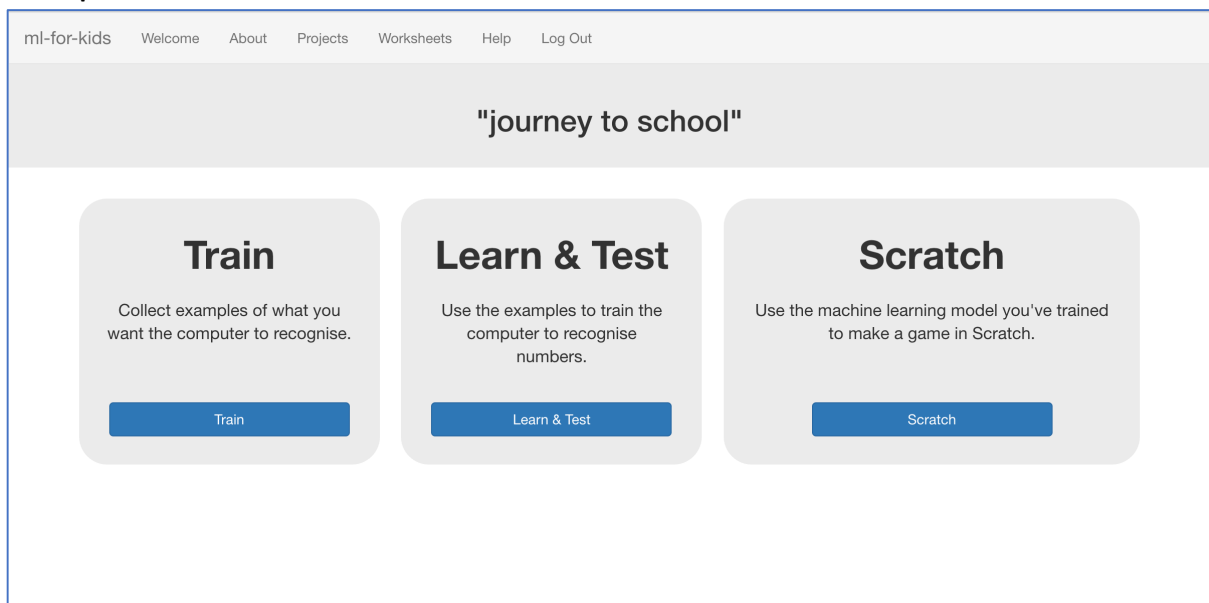 ml-for-kids Welcome About Projects Worksheets Help Log Out
"journey to school"
Train
Collect examples of what you
want the computer to recognise.
Train
Learn & Test
Use the examples to train the
computer to recognise
numbers.
Learn & Test
Scratch
Use the machine learning model you've trained
to make a game in Scratch.
Scratch